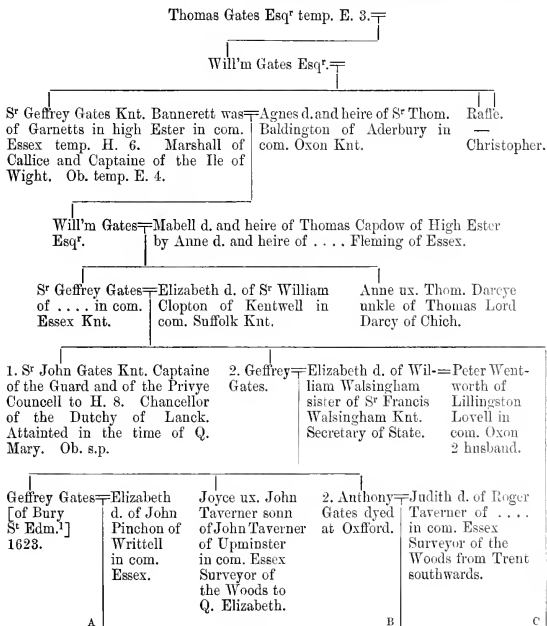 Thomas Gates Esqr temp. E. 3.
Will'm Gates Esqr.
Sr Geffrey Gates Knt. Bannerett was
of Garnetts in high Ester in com.
Essex temp. H. 6. Marshall of
Callice and Captaine of the Ile of
Wight. Ob. temp. E. 4.
Agnes d. and heire of Sr Thom.
Baldington of Aderbury in
com. Oxon Knt.
Raffe.
—
Christopher.
Will'm Gates
Esqr.
Mabell d. and heire of Thomas Capdow of High Ester
by Anne d. and heire of . . . . Fleming of Essex.
Sr Geffrey Gates
of . . . . in com.
Essex Knt.
Elizabeth d. of Sr William
Clopton of Kentwell in
com. Suffolk Knt.
Anne ux. Thom. Darcye
unkle of Thomas Lord
Darcy of Chich.
1. Sr John Gates Knt. Captaine
of the Guard and of the Privye
Councell to H. 8. Chancellor
of the Dutchy of Lanck.
Attainted in the time of Q.
Mary. Ob. s.p.
2. Geffrey
Gates.
Elizabeth d. of Wil-
liam Walsingham
sister of Sr Francis
Walsingham Knt.
Secretary of State.
Peter Went-
worth of
Lillingston
Lovell in
com. Oxon
2 husband.
Geffrey Gates
[of Bury
St Edm.1]
1623.
Elizabeth
d. of John
Pinchon of
Writtell
in com.
Essex.
Joyce ux. John
Taverner sonn
of John Taverner
of Upminster
in com. Essex
Surveyor of
the Woods to
Q. Elizabeth.
2. Anthony
Gates dyed
at Oxfford.
Judith d. of Roger
Taverner of . . . .
in com. Essex
Surveyor of the
Woods from Trent
southwards.
A
B
C